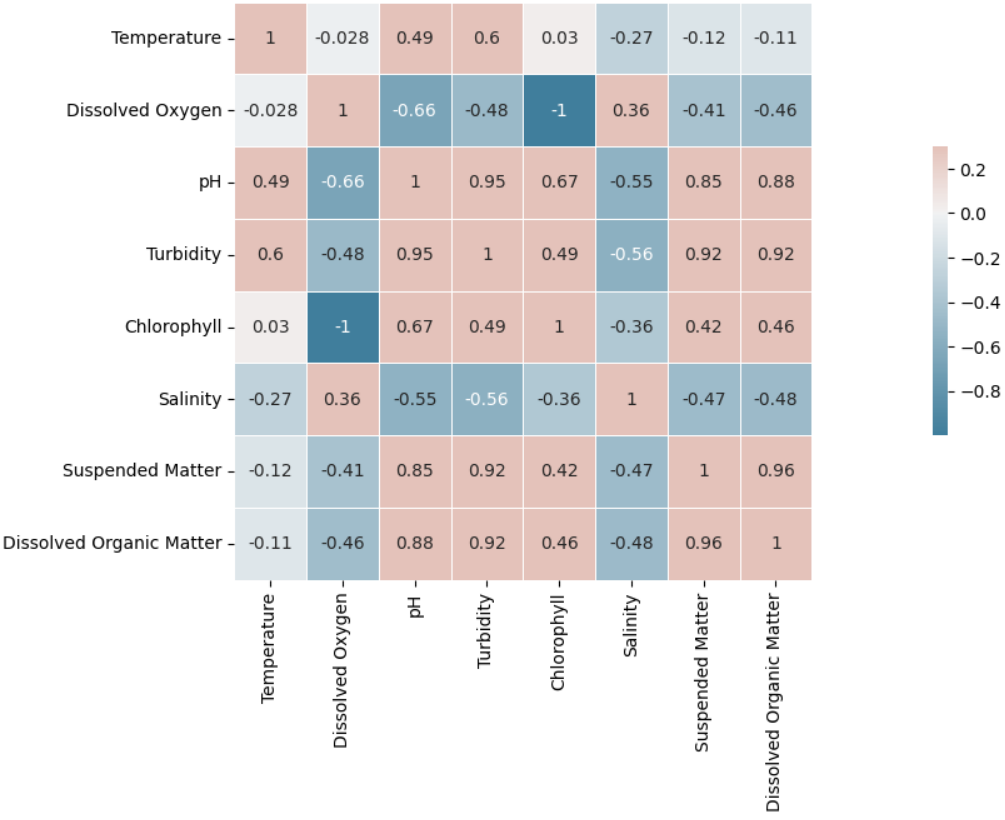 Temperature 1 -0.028 0.49 0.6 0.03 -0.27 -0.12 -0.11
Dissolved Oxygen -0.028 1 -0.66 -0.48 -1 0.36 -0.41 -0.46
pH 0.49 -0.66 1 0.95 0.67 -0.55 0.85 0.88
Turbidity 0.6 -0.48 0.95 1 0.49 -0.56 0.92 0.92
Chlorophyll 0.03 -1 0.67 0.49 1 -0.36 0.42 0.46
Salinity -0.27 0.36 -0.55 -0.56 -0.36 1 -0.47 -0.48
Suspended Matter -0.12 -0.41 0.85 0.92 0.42 -0.47 1 0.96
Dissolved Organic Matter -0.11 -0.46 0.88 0.92 0.46 -0.48 0.96 1
Temperature
Dissolved Oxygen
pH
Turbidity
Chlorophyll
Salinity
Suspended Matter
Dissolved Organic Matter
0.2
0.0
−0.2
−0.4
−0.6
−0.8